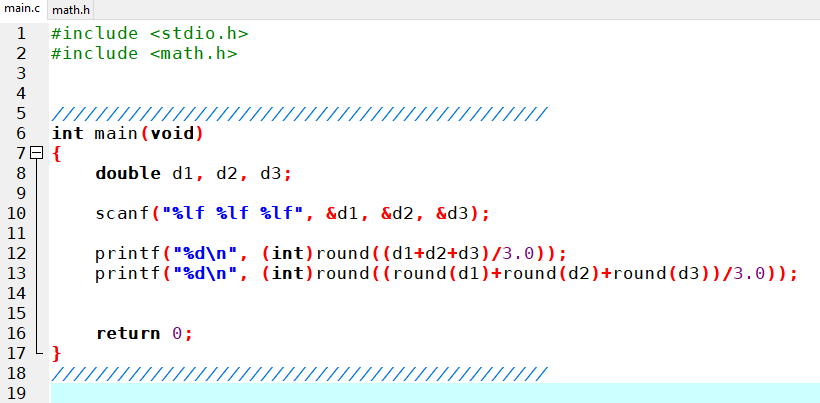 main.c math.h
1 #include <stdio.h>
2 #include <math.h>
3
4
5 /////////////////////////////////////////////
6 int main(void)
7 {
8 double d1, d2, d3;
9
10 scanf("%lf %lf %lf", &d1, &d2, &d3);
11
12 printf("%d\n", (int)round((d1+d2+d3)/3.0));
13 printf("%d\n", (int)round((round(d1)+round(d2)+round(d3))/3.0));
14
15
16 return 0;
17 }
18 /////////////////////////////////////////////
19